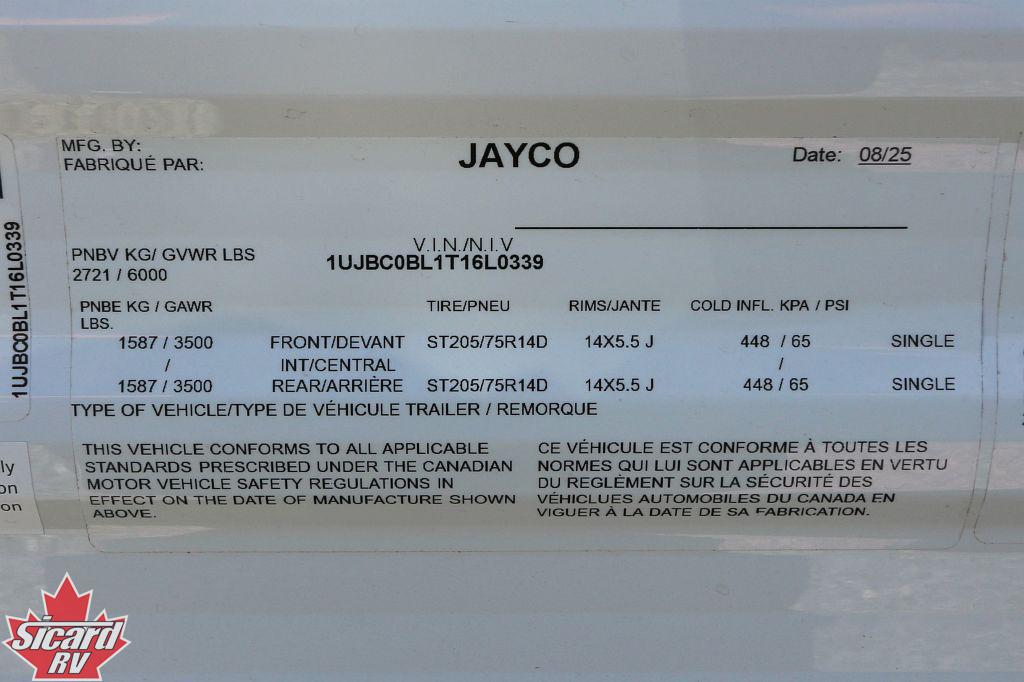 MFG. BY:
FABRIQUÉ PAR:
JAYCO
Date: 08/25
V.I.N./N.I.V
PNBV KG/ GVWR LBS
1UJBC0BL1T16L0339
2721 / 6000
PNBE KG / GAWR TIRE/PNEU RIMS/JANTE COLD INFL. KPA / PSI
LBS.
1587 / 3500 FRONT/DEVANT ST205/75R14D 14X5.5 J 448 / 65 SINGLE
/ INT/CENTRAL /
1587 / 3500 REAR/ARRIÈRE ST205/75R14D 14X5.5 J 448 / 65 SINGLE
TYPE OF VEHICLE/TYPE DE VÉHICULE TRAILER / REMORQUE
THIS VEHICLE CONFORMS TO ALL APPLICABLE
STANDARDS PRESCRIBED UNDER THE CANADIAN
MOTOR VEHICLE SAFETY REGULATIONS IN
EFFECT ON THE DATE OF MANUFACTURE SHOWN
ABOVE.
CE VÉHICULE EST CONFORME À TOUTES LES
NORMES QUI LUI SONT APPLICABLES EN VERTU
DU REGLÈMENT SUR LA SÉCURITÉ DES
VÉHICLUES AUTOMOBILES DU CANADA EN
VIGUER À LA DATE DE SA FABRICATION.
1UJBC0BL1T16L0339
ly
on
on
Sicard
RV